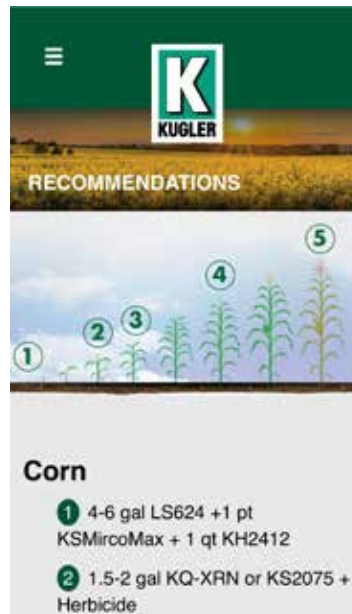 K
KUGLER
RECOMMENDATIONS
5
4
3
2
1
Corn
1 4-6 gal LS624 +1 pt
KSMircoMax + 1 qt KH2412
2 1.5-2 gal KQ-XRN or KS2075 +
Herbicide